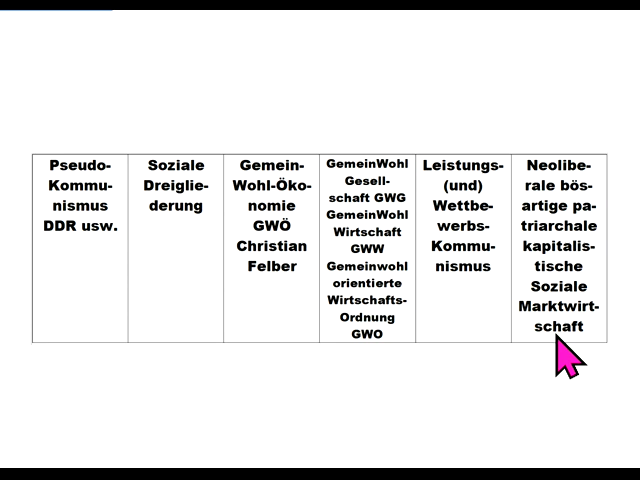 Pseudo-
Kommu-
nismus
DDR usw.
Soziale
Dreiglie-
derung
Gemein-
Wohl-Öko-
nomie
GWÖ
Christian
Felber
GemeinWohl
Gesell-
schaft GWG
GemeinWohl
Wirtschaft
GWW
Gemeinwohl
orientierte
Wirtschafts-
Ordnung
GWO
Leistungs-
(und)
Wettbe-
werbs-
Kommu-
nismus
Neolibe-
rale bös-
artige pa-
triarchale
kapitalis-
tische
Soziale
Marktwirt-
schaft